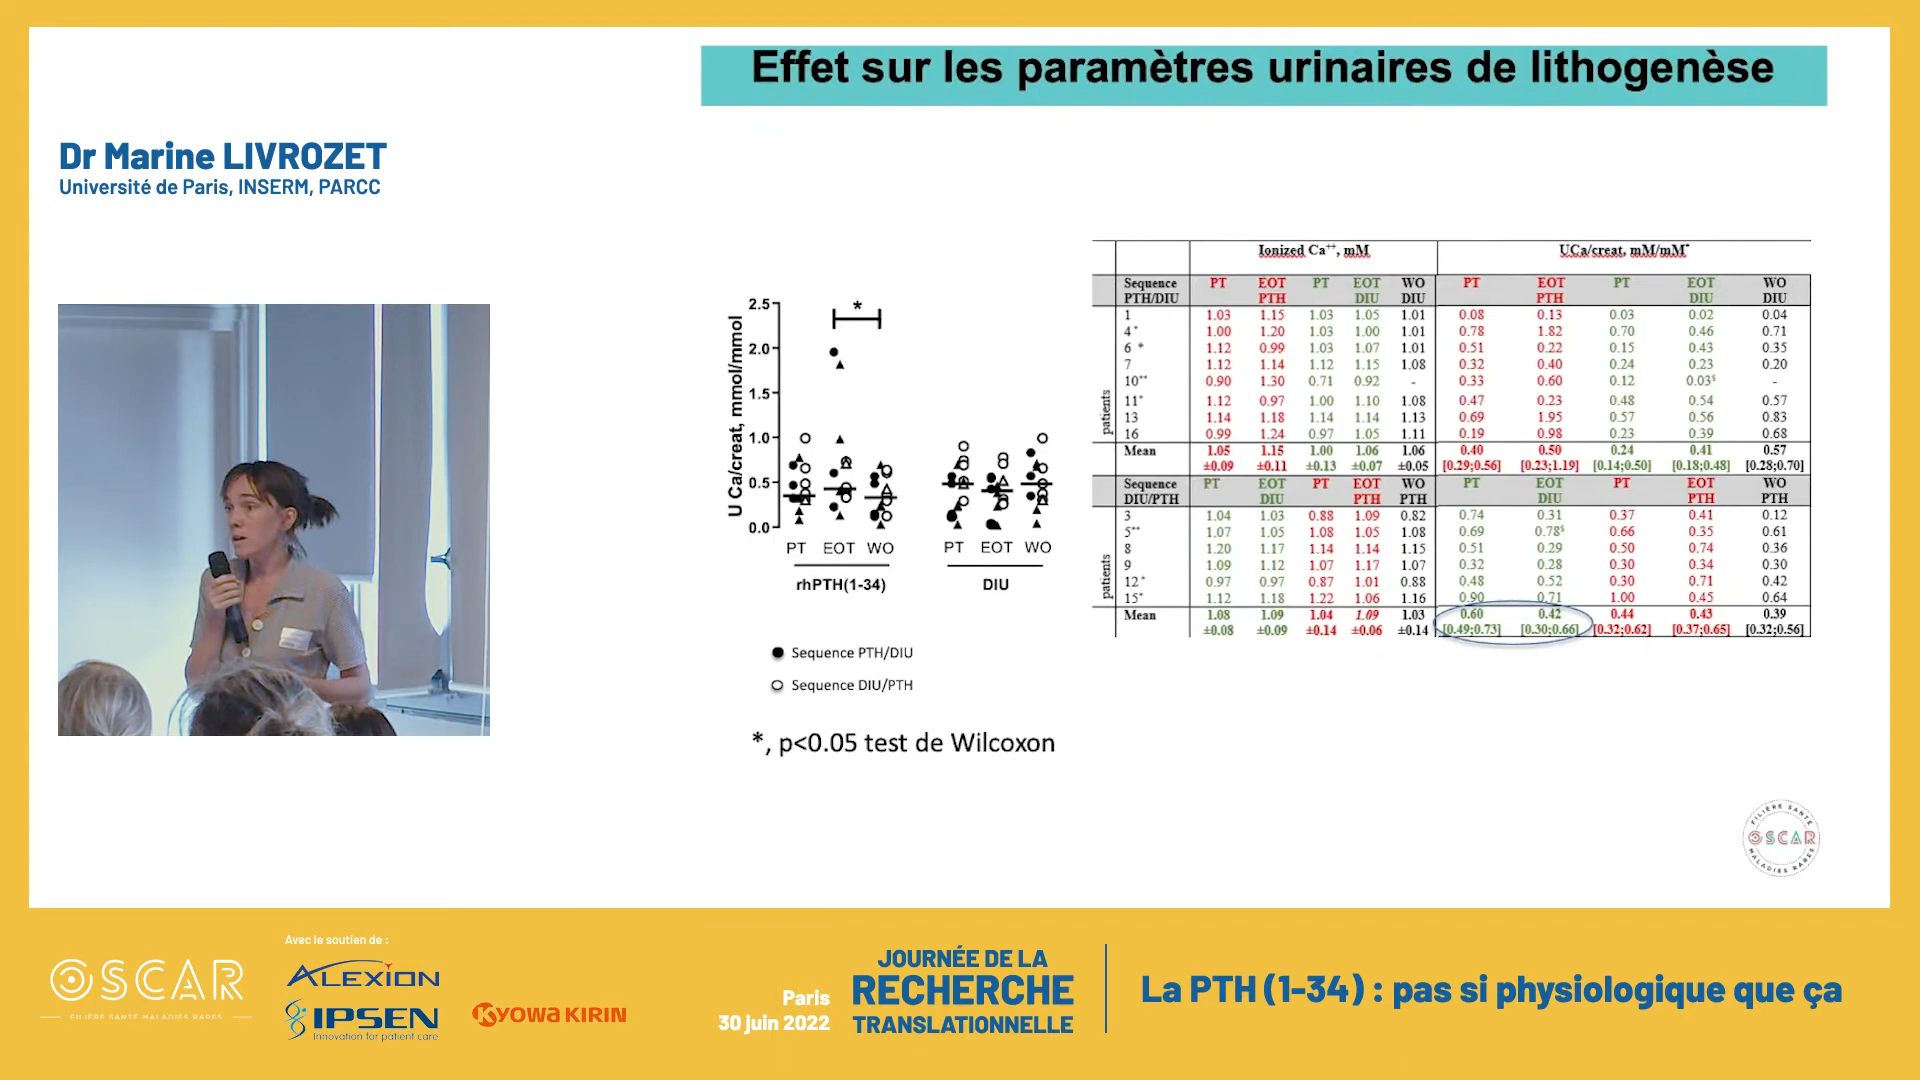 Effet sur les paramètres urinaires de lithogenèse
Dr Marine LIVROZET
Université de Paris, INSERM, PARCC
U Ca/creat, mmol/mmol
2.5
2.0
1.5
1.0
0.5
0.0
*
PT EOT WO PT EOT WO
rhPTH(1-34) DIU
● Sequence PTH/DIU
○ Sequence DIU/PTH
*, p<0.05 test de Wilcoxon
Ionized Ca++, mM UCa/creat, mM/mM*
Sequence PT EOT PT EOT WO PT EOT PT EOT WO
PTH/DIU PTH DIU DIU PTH DIU DIU
patients
1 1.03 1.15 1.03 1.05 1.01 0.08 0.13 0.03 0.02 0.04
4* 1.00 1.20 1.03 1.00 1.01 0.78 1.82 0.70 0.46 0.71
6 * 1.12 0.99 1.03 1.07 1.01 0.51 0.22 0.15 0.43 0.35
7 1.12 1.14 1.12 1.15 1.08 0.32 0.40 0.24 0.23 0.20
10** 0.90 1.30 0.71 0.92 - 0.33 0.60 0.12 0.03$ -
11* 1.12 0.97 1.00 1.10 1.08 0.47 0.23 0.48 0.54 0.57
13 1.14 1.18 1.14 1.14 1.13 0.69 1.95 0.57 0.56 0.83
16 0.99 1.24 0.97 1.05 1.11 0.19 0.98 0.23 0.39 0.68
Mean 1.05 1.15 1.00 1.06 1.06 0.40 0.50 0.24 0.41 0.57
±0.09 ±0.11 ±0.13 ±0.07 ±0.05 [0.29;0.56] [0.23;1.19] [0.14;0.50] [0.18;0.48] [0.28;0.70]
Sequence PT EOT PT EOT WO PT EOT PT EOT WO
DIU/PTH DIU PTH PTH DIU PTH PTH
patients
3 1.04 1.03 0.88 1.09 0.82 0.74 0.31 0.37 0.41 0.12
5** 1.07 1.05 1.08 1.05 1.08 0.69 0.78$ 0.66 0.35 0.61
8 1.20 1.17 1.14 1.14 1.15 0.51 0.29 0.50 0.74 0.36
9 1.09 1.12 1.07 1.17 1.07 0.32 0.28 0.30 0.34 0.30
12* 0.97 0.97 0.87 1.01 0.88 0.48 0.52 0.30 0.71 0.42
15* 1.12 1.18 1.22 1.06 1.16 0.90 0.71 1.00 0.45 0.64
Mean 1.08 1.09 1.04 1.09 1.03 0.60 0.42 0.44 0.43 0.39
±0.08 ±0.09 ±0.14 ±0.06 ±0.14 [0.49;0.73] [0.30;0.66] [0.32;0.62] [0.37;0.65] [0.32;0.56]
FILIÈRE SANTÉ
OSCAR
MALADIES RARES
OSCAR
FILIÈRE SANTÉ MALADIES RARES
Avec le soutien de :
ALEXION
IPSEN
Innovation for patient care
KYOWA KIRIN
Paris
30 juin 2022
JOURNÉE DE LA
RECHERCHE
TRANSLATIONNELLE
La PTH (1-34) : pas si physiologique que ça